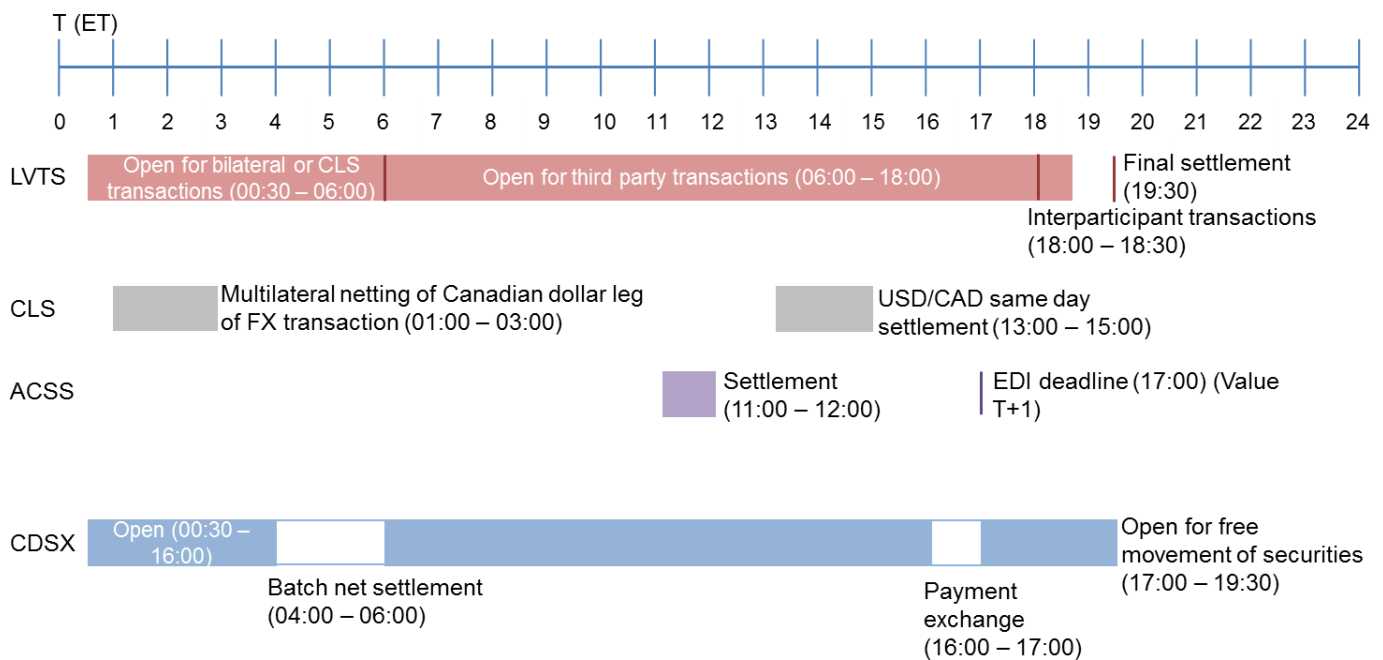 T (ET)
0 1 2 3 4 5 6 7 8 9 10 11 12 13 14 15 16 17 18 19 20 21 22 23 24
LVTS
Open for bilateral or CLS
transactions (00:30 – 06:00)
Open for third party transactions (06:00 – 18:00)
Final settlement
(19:30)
Interparticipant transactions
(18:00 – 18:30)
CLS
Multilateral netting of Canadian dollar leg
of FX transaction (01:00 – 03:00)
USD/CAD same day
settlement (13:00 – 15:00)
ACSS
Settlement
(11:00 – 12:00)
EDI deadline (17:00) (Value
T+1)
CDSX
Open (00:30 –
16:00)
Batch net settlement
(04:00 – 06:00)
Payment
exchange
(16:00 – 17:00)
Open for free
movement of securities
(17:00 – 19:30)